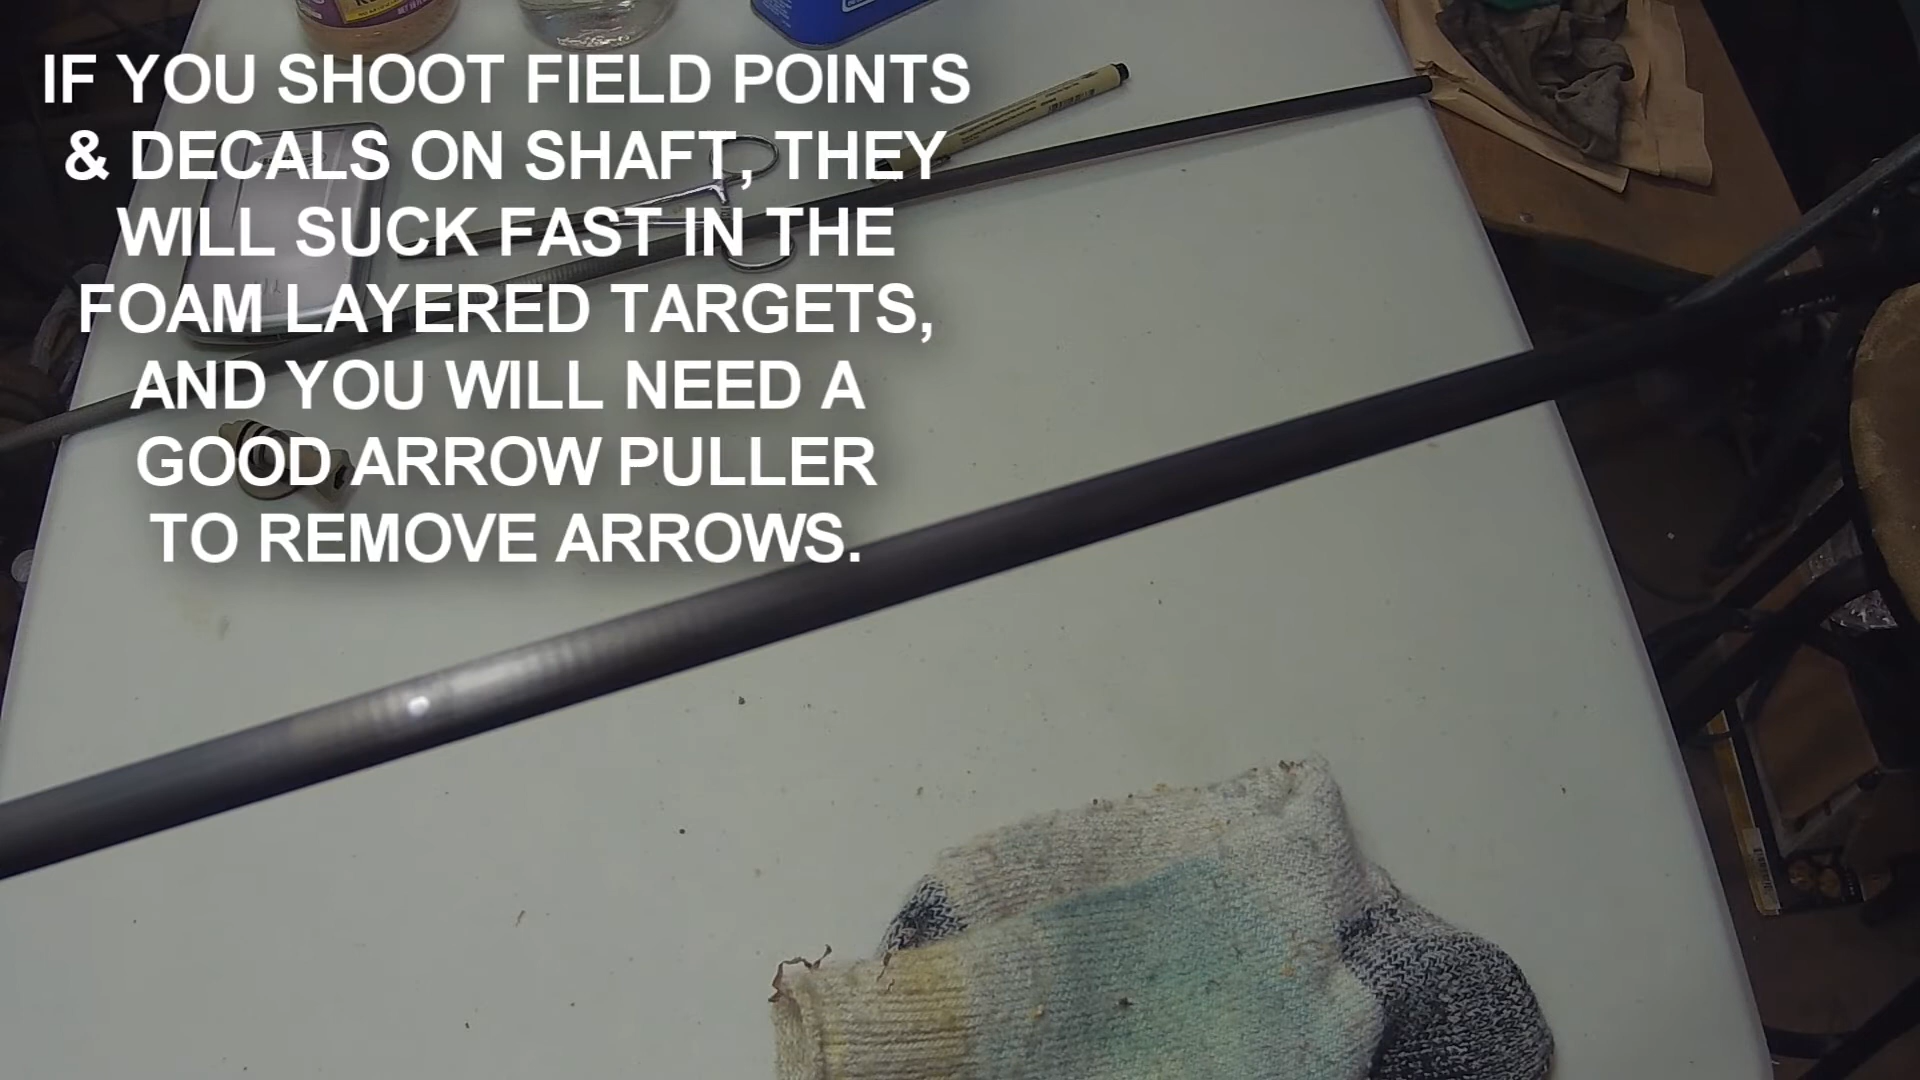 IF YOU SHOOT FIELD POINTS
& DECALS ON SHAFT, THEY
WILL SUCK FAST IN THE
FOAM LAYERED TARGETS,
AND YOU WILL NEED A
GOOD ARROW PULLER
TO REMOVE ARROWS.